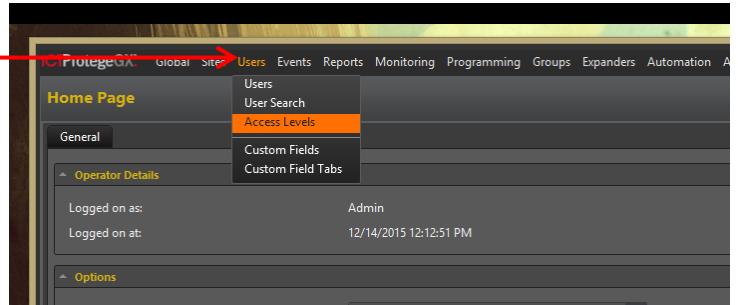 ICTProtegeGX Global Sites Users Events Reports Monitoring Programming Groups Expanders Automation A
Users
User Search
Access Levels
Custom Fields
Custom Field Tabs
Home Page
General
Operator Details
Logged on as: Admin
Logged on at: 12/14/2015 12:12:51 PM
Options